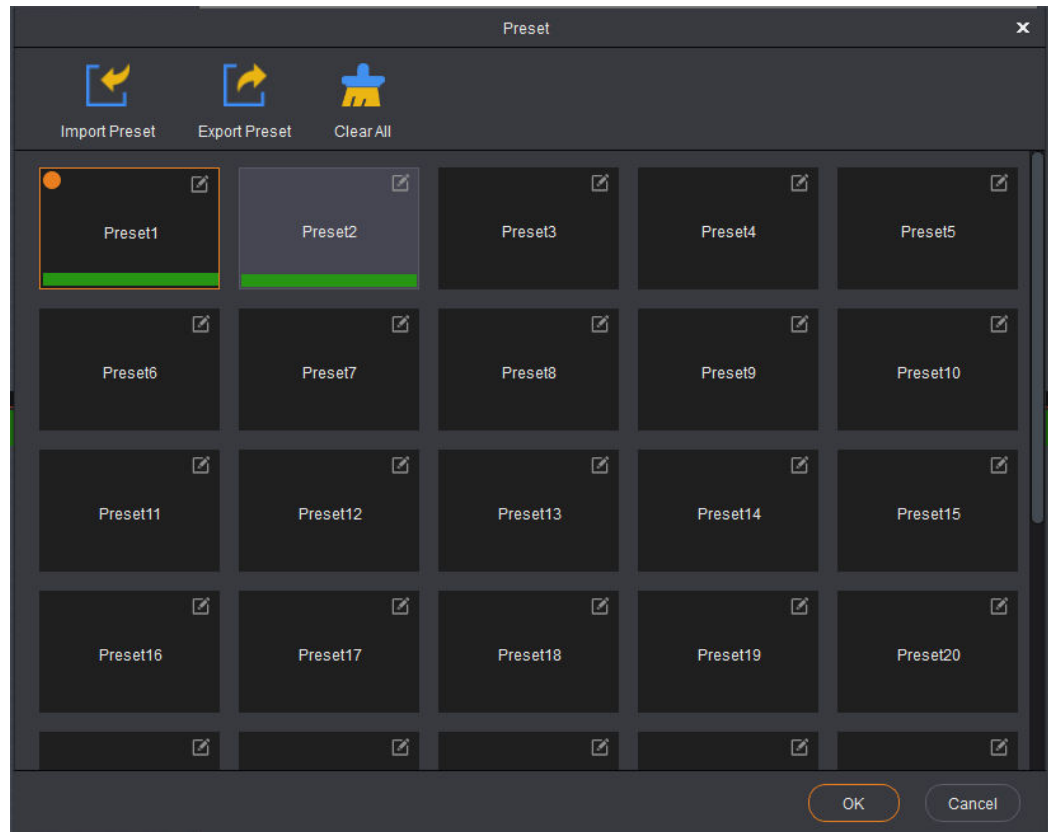 Preset
Import Preset Export Preset Clear All
Preset1 Preset2 Preset3 Preset4 Preset5
Preset6 Preset7 Preset8 Preset9 Preset10
Preset11 Preset12 Preset13 Preset14 Preset15
Preset16 Preset17 Preset18 Preset19 Preset20
OK Cancel